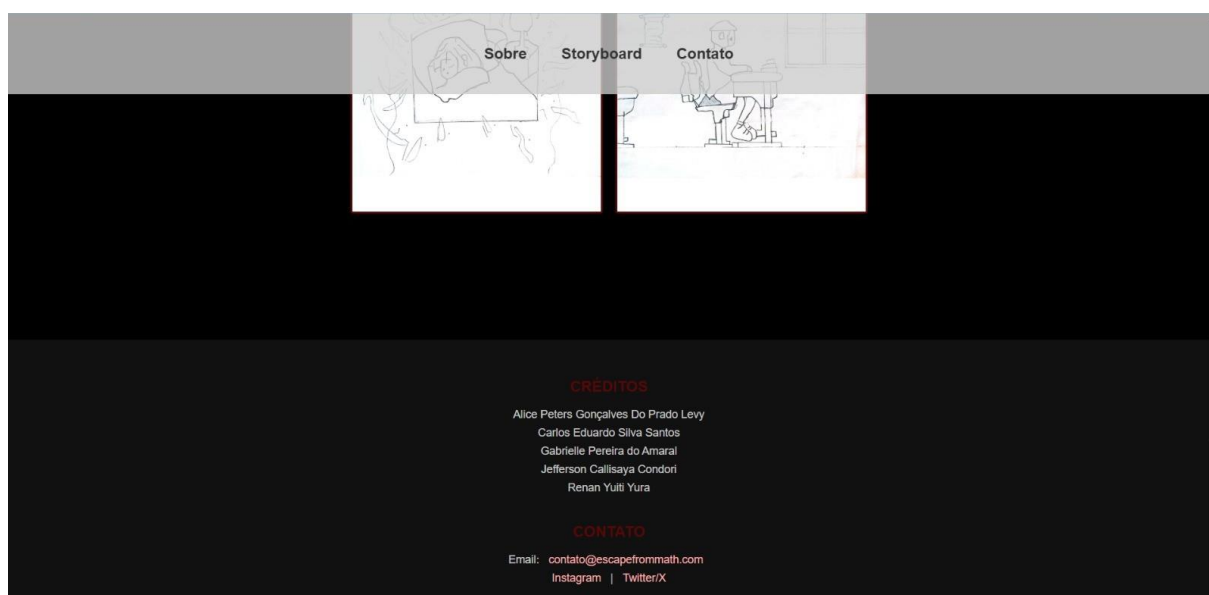 Sobre Storyboard Contato
CRÉDITOS
Alice Peters Gonçalves Do Prado Levy
Carlos Eduardo Silva Santos
Gabrielle Pereira do Amaral
Jefferson Callisaya Condori
Renan Yuiti Yura
CONTATO
Email: contato@escapefrommath.com
Instagram | Twitter/X